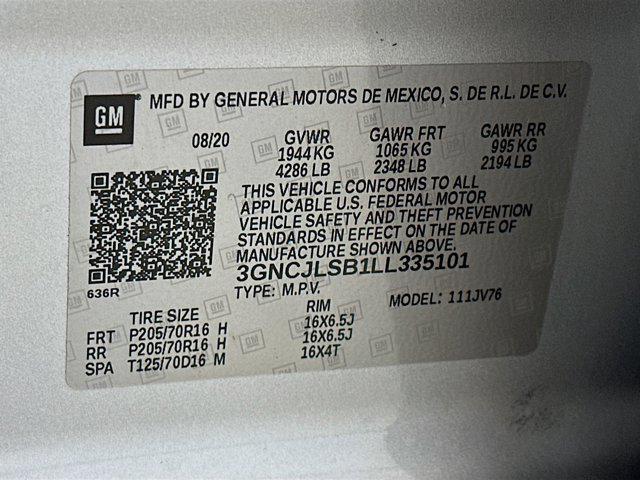 GM MFD BY GENERAL MOTORS DE MEXICO, S. DE R.L. DE C.V.
08/20 GVWR GAWR FRT GAWR RR
1944 KG 1065 KG 995 KG
4286 LB 2348 LB 2194 LB
THIS VEHICLE CONFORMS TO ALL
APPLICABLE U.S. FEDERAL MOTOR
VEHICLE SAFETY AND THEFT PREVENTION
STANDARDS IN EFFECT ON THE DATE OF
MANUFACTURE SHOWN ABOVE.
3GNCJLSB1LL335101
636R TYPE: M.P.V. MODEL: 111JV76
TIRE SIZE RIM
FRT P205/70R16 H 16X6.5J
RR P205/70R16 H 16X6.5J
SPA T125/70D16 M 16X4T